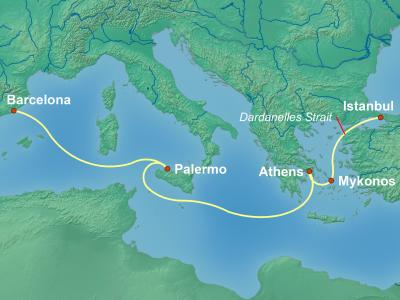 Barcelona
Istanbul
Dardanelles Strait
Palermo
Athens
Mykonos